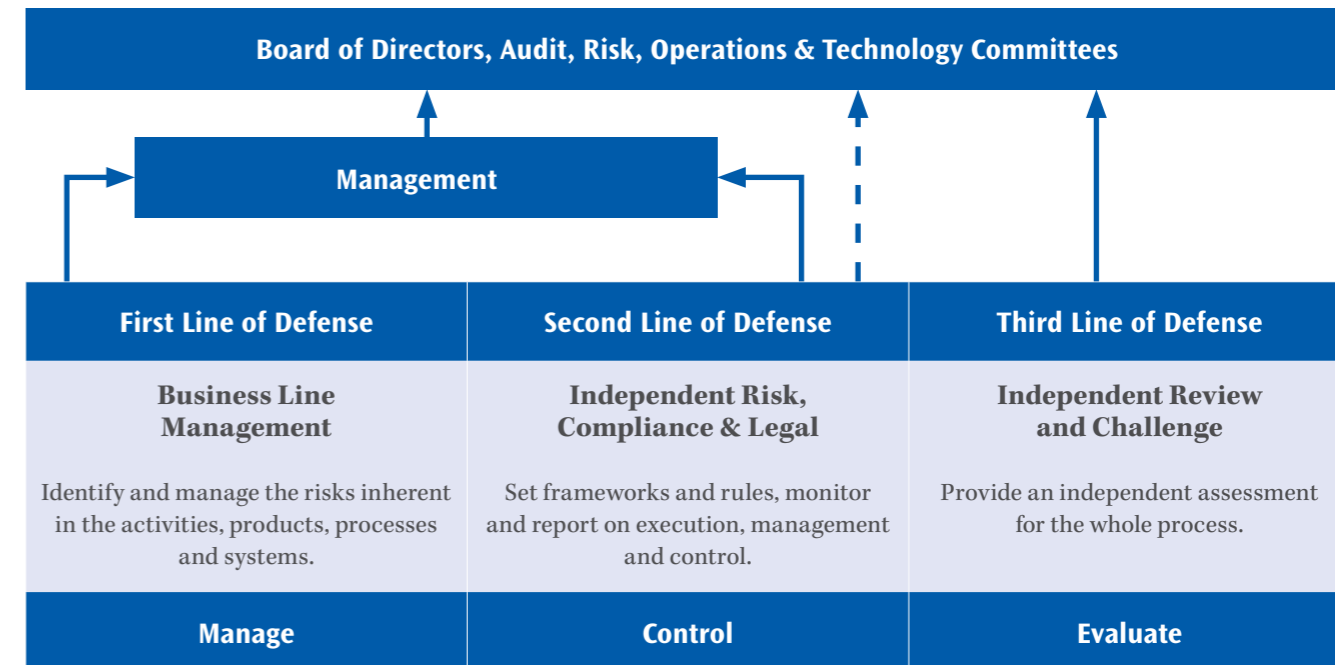 Board of Directors, Audit, Risk, Operations & Technology Committees
Management
First Line of Defense
Second Line of Defense
Third Line of Defense
Business Line
Management
Independent Risk,
Compliance & Legal
Independent Review
and Challenge
Identify and manage the risks inherent
in the activities, products, processes
and systems.
Set frameworks and rules, monitor
and report on execution, management
and control.
Provide an independent assessment
for the whole process.
Manage
Control
Evaluate